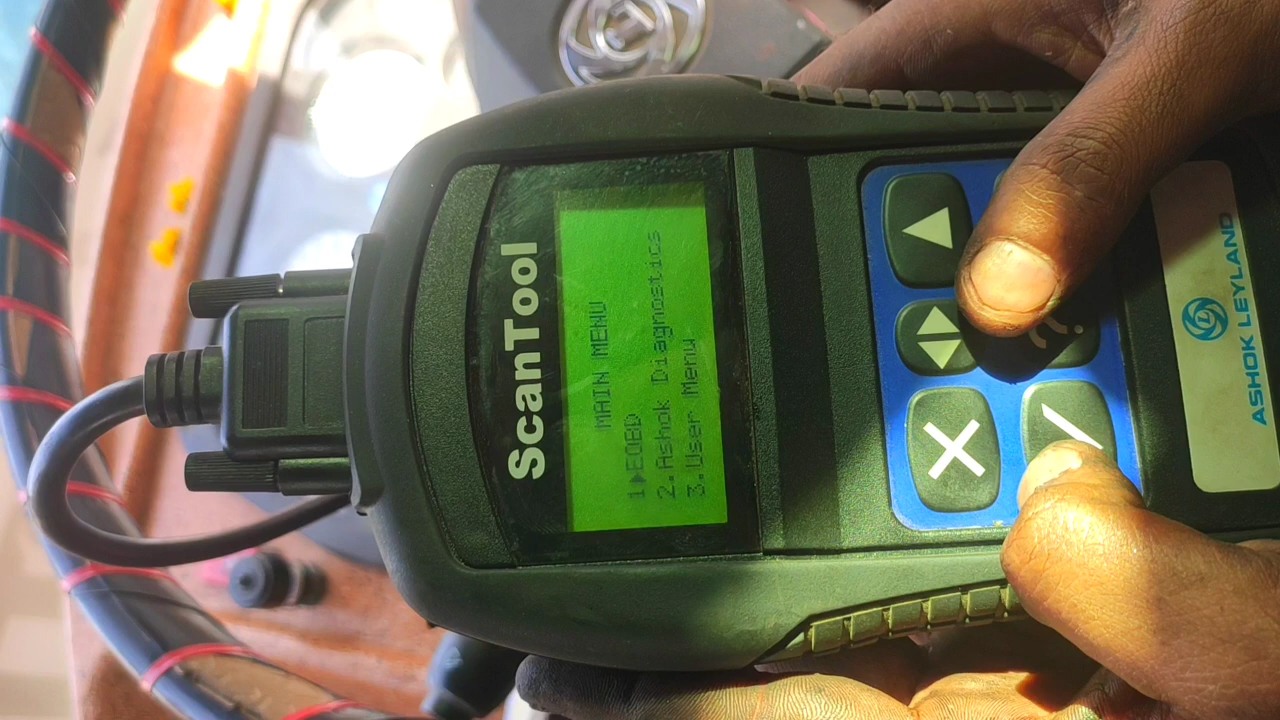 ScanTool
MAIN MENU
1▶EOBD
2.Ashok Diagnostics
3.User Menu
ASHOK LEYLAND